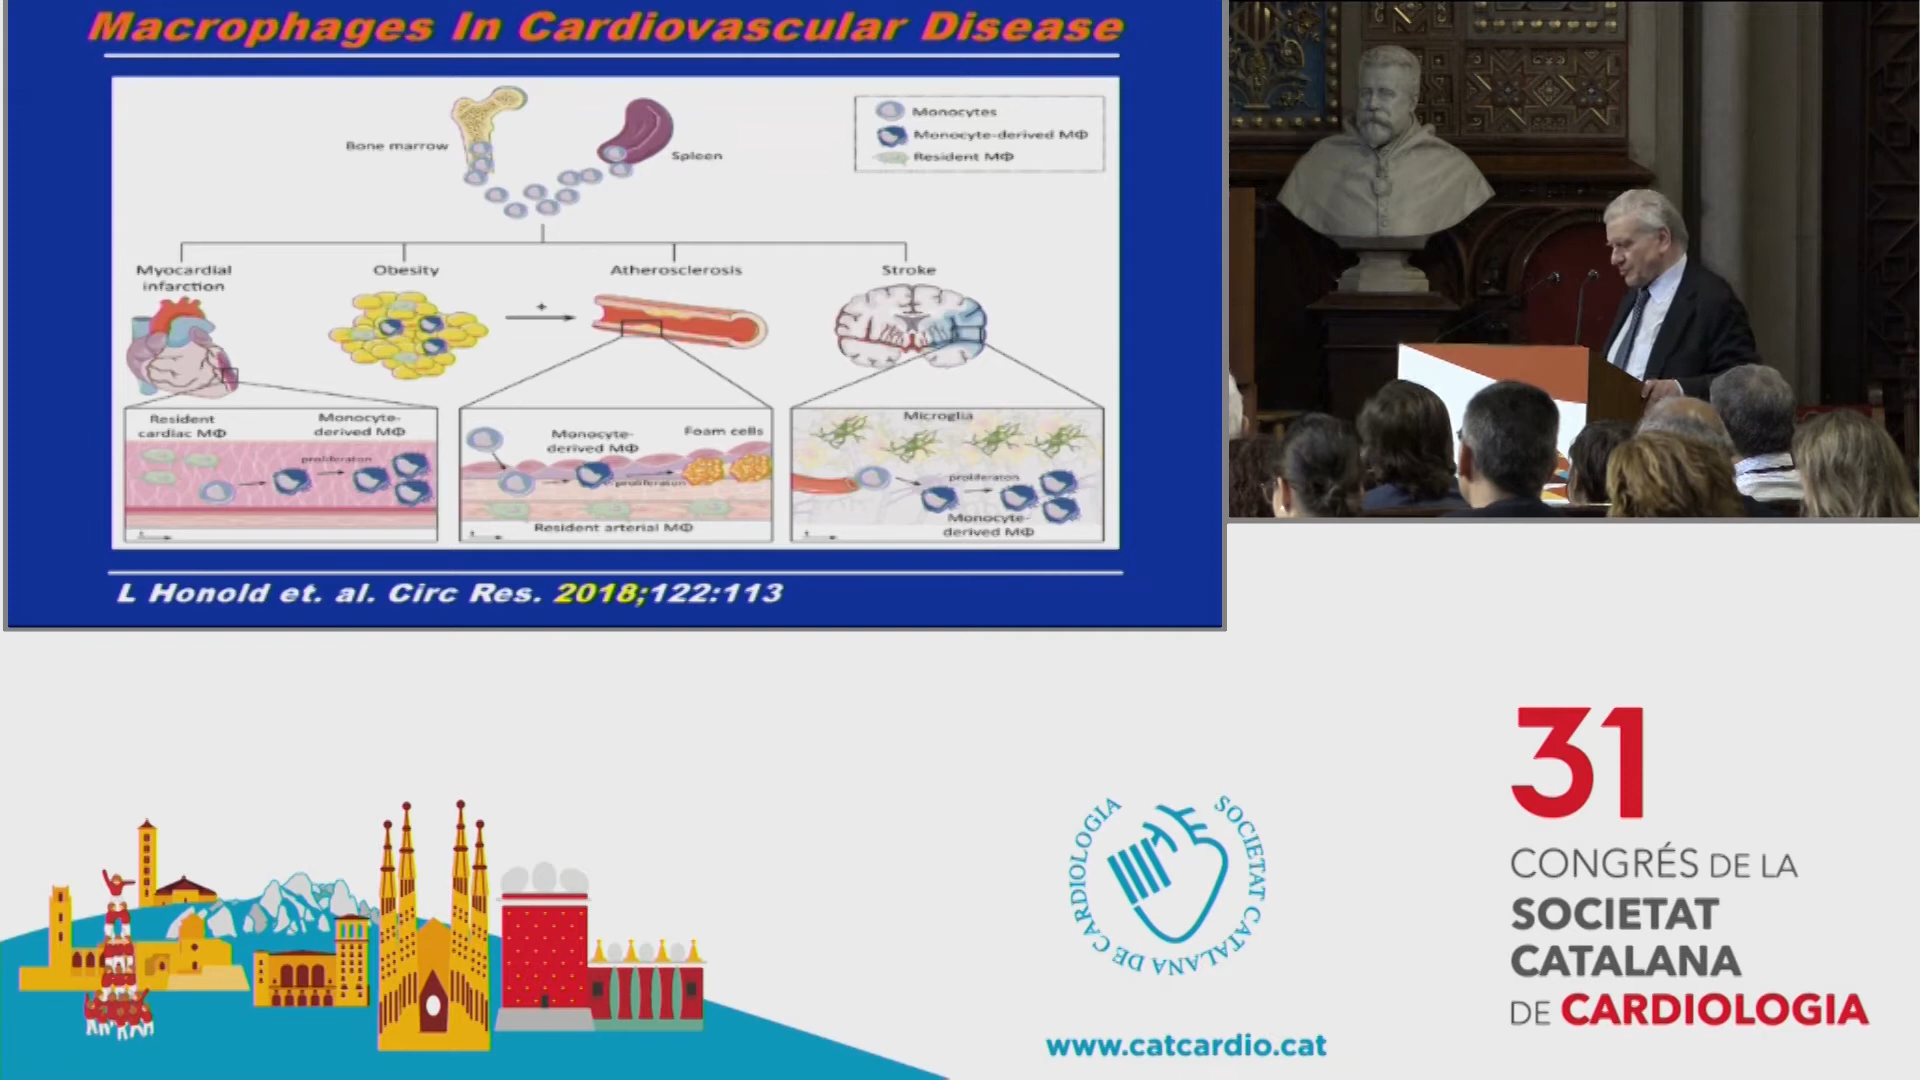 Macrophages In Cardiovascular Disease
Bone marrow
Spleen
Monocytes
Monocyte-derived MΦ
Resident MΦ
Myocardial
infarction
Obesity
+
Atherosclerosis
Stroke
Resident
cardiac MΦ
Monocyte-
derived MΦ
proliferaton
Monocyte-
derived MΦ
Foam cells
proliferaton
Resident arterial MΦ
Microglia
proliferaton
Monocyte-
derived MΦ
L Honold et. al. Circ Res. 2018;122:113
SOCIETAT CATALANA DE CARDIOLOGIA
www.catcardio.cat
31
CONGRÉS DE LA
SOCIETAT
CATALANA
DE CARDIOLOGIA